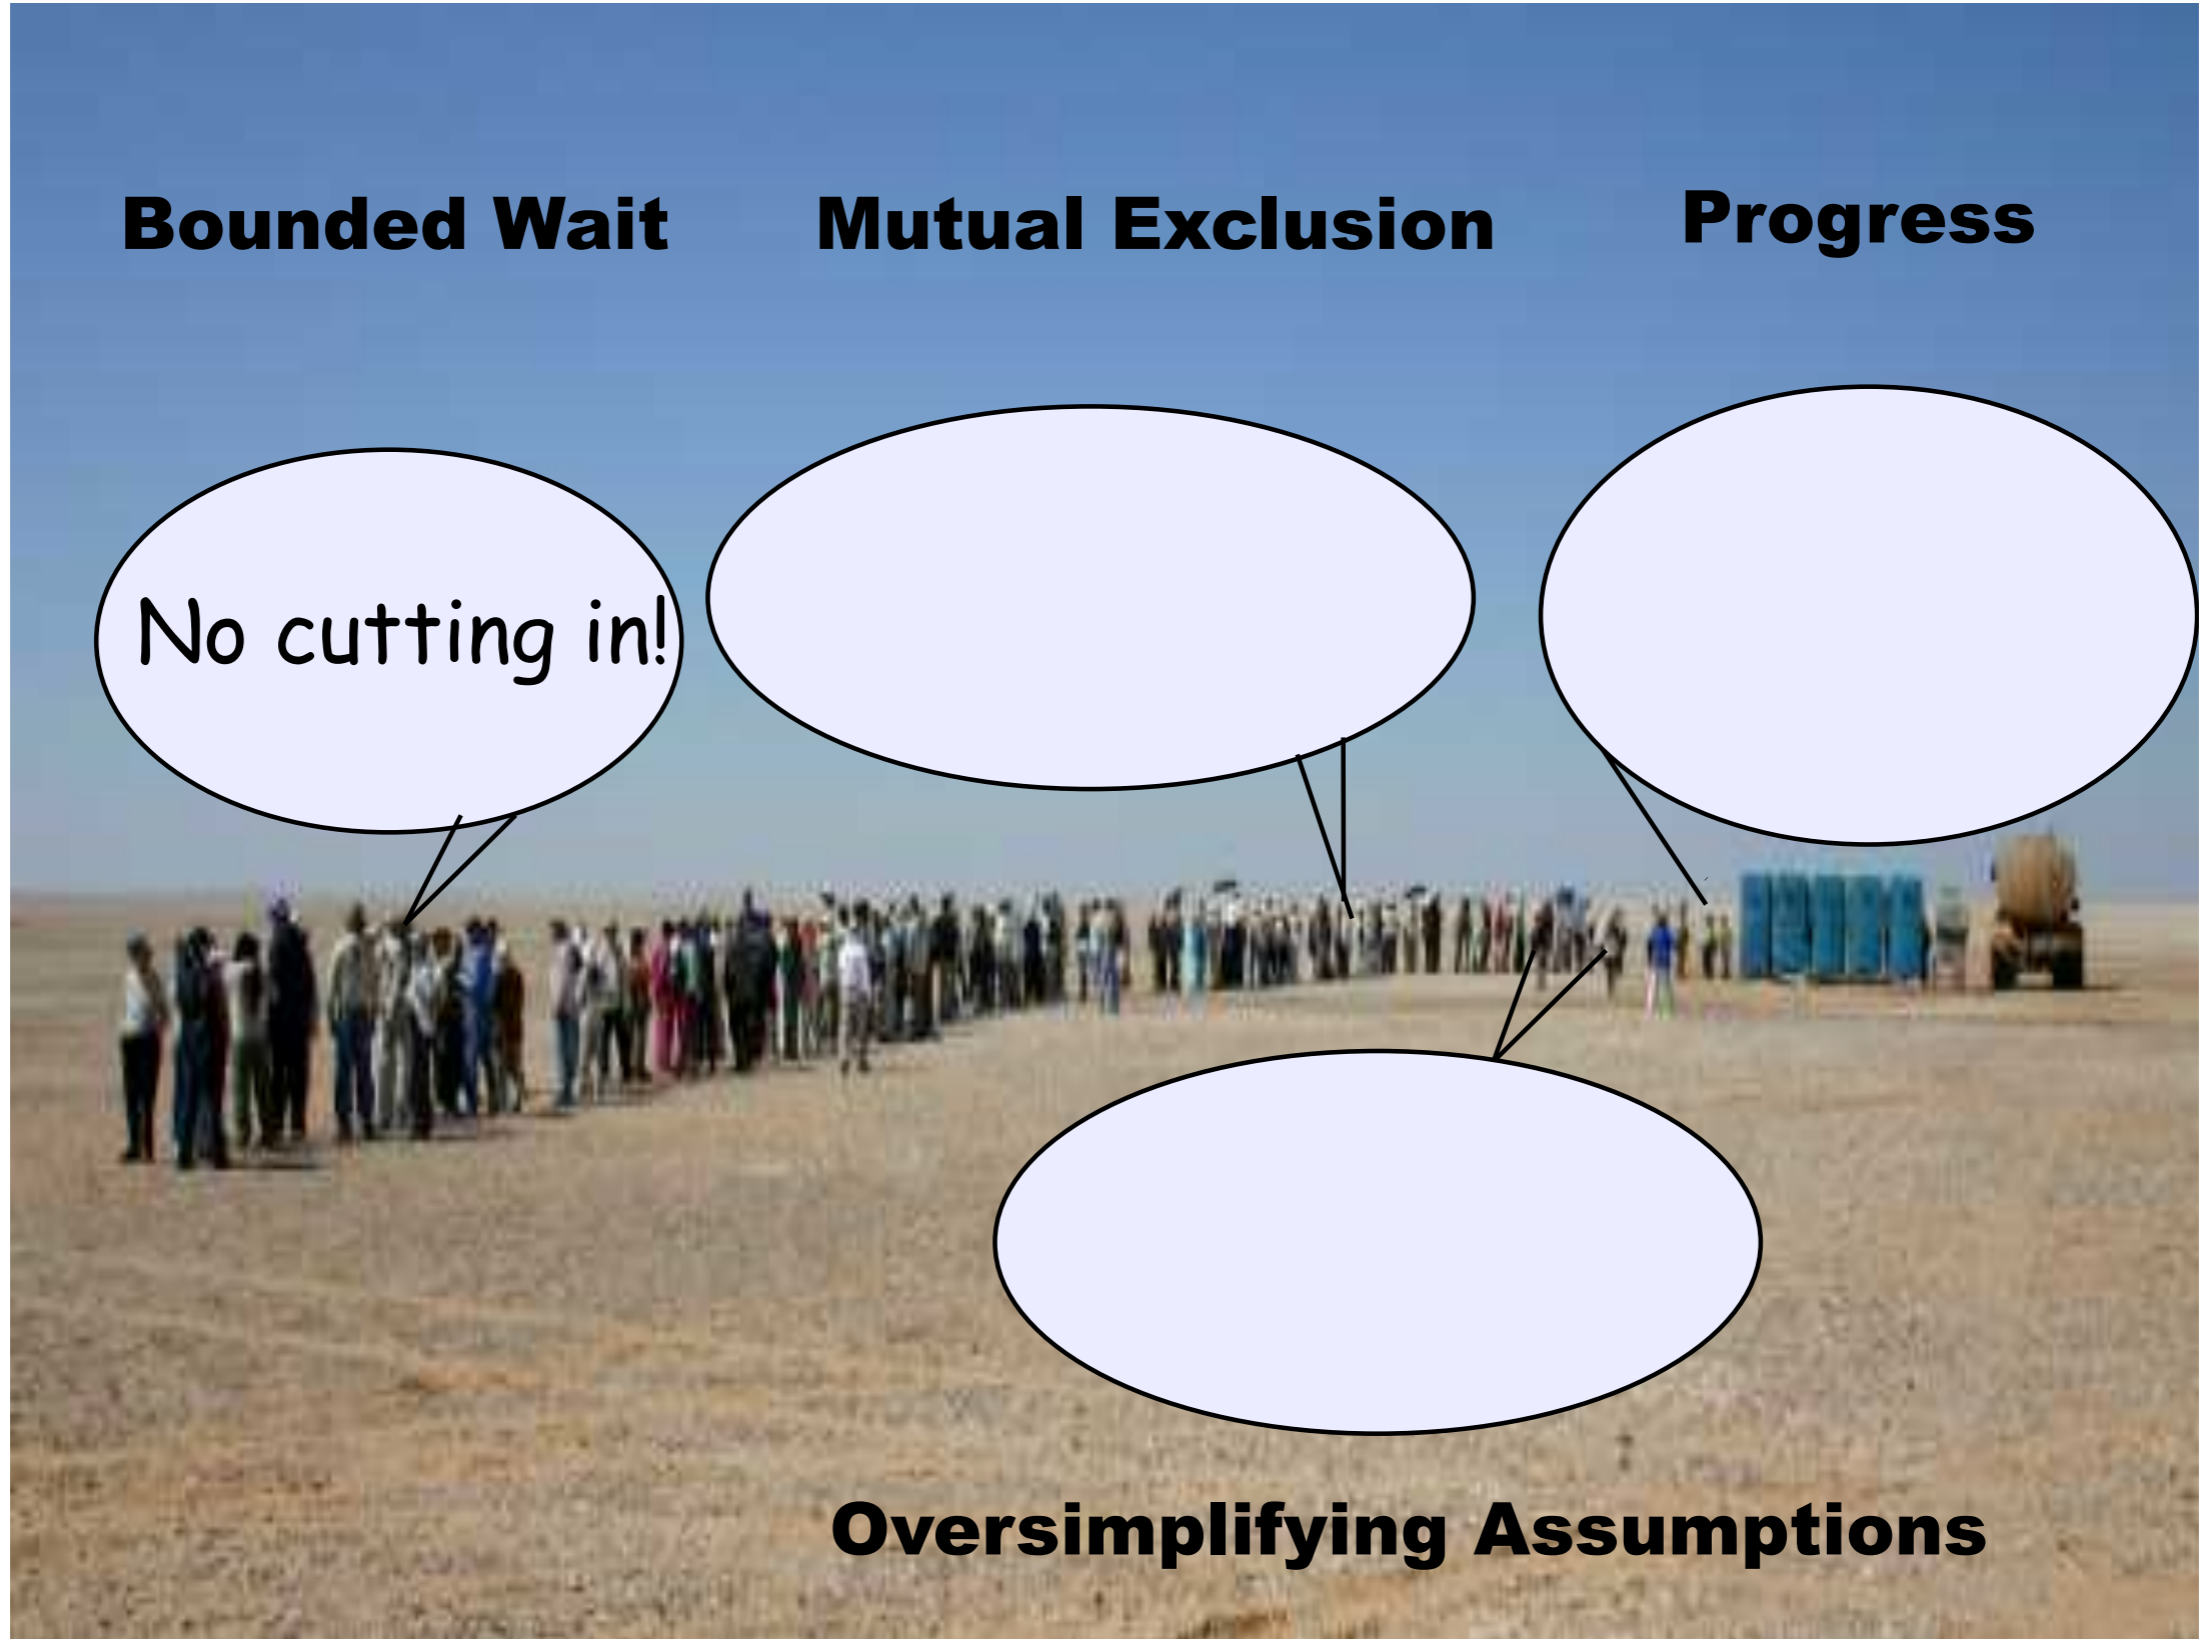 Bounded Wait
Mutual Exclusion
Progress
No cutting in!
Oversimplifying Assumptions